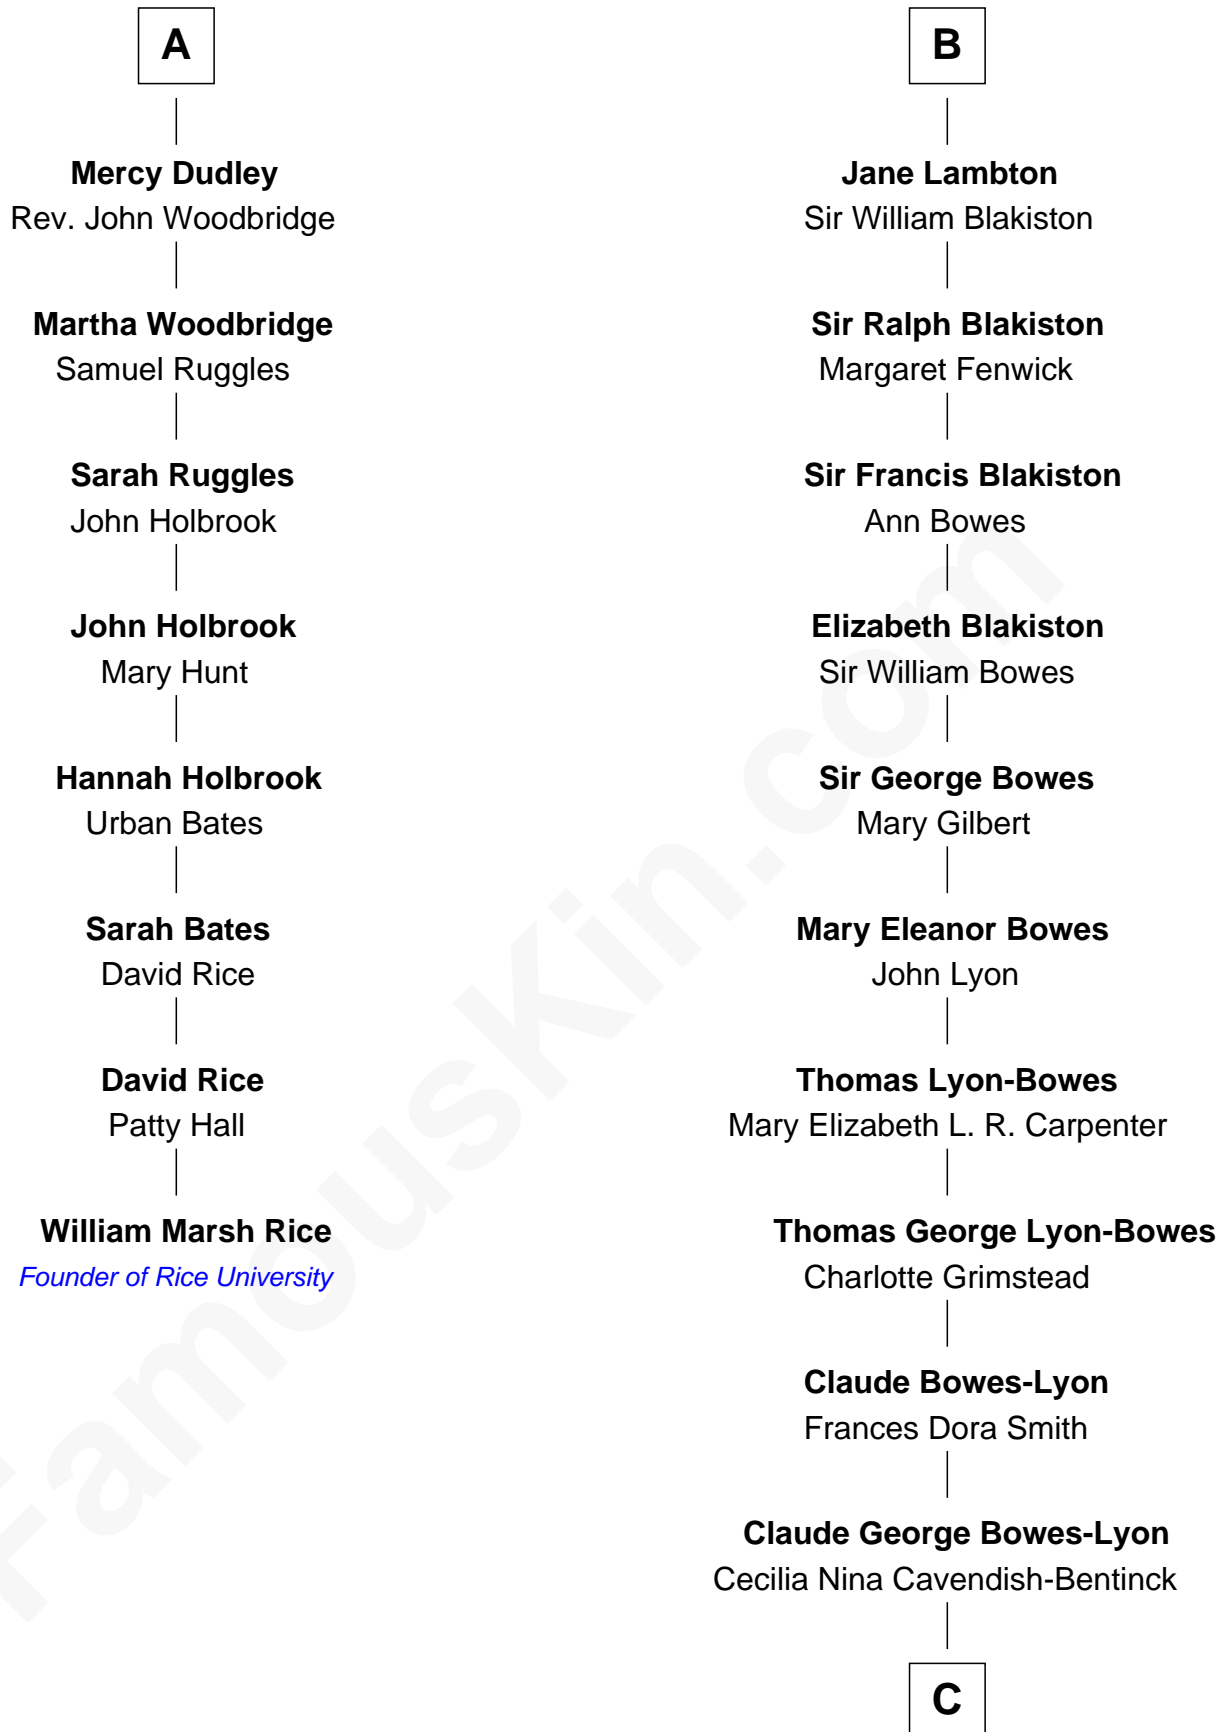 A
Mercy Dudley
Rev. John Woodbridge
Martha Woodbridge
Samuel Ruggles
Sarah Ruggles
John Holbrook
John Holbrook
Mary Hunt
Hannah Holbrook
Urban Bates
Sarah Bates
David Rice
David Rice
Patty Hall
William Marsh Rice
Founder of Rice University
B
Jane Lambton
Sir William Blakiston
Sir Ralph Blakiston
Margaret Fenwick
Sir Francis Blakiston
Ann Bowes
Elizabeth Blakiston
Sir William Bowes
Sir George Bowes
Mary Gilbert
Mary Eleanor Bowes
John Lyon
Thomas Lyon-Bowes
Mary Elizabeth L. R. Carpenter
Thomas George Lyon-Bowes
Charlotte Grimstead
Claude Bowes-Lyon
Frances Dora Smith
Claude George Bowes-Lyon
Cecilia Nina Cavendish-Bentinck
C
FamousKin.com